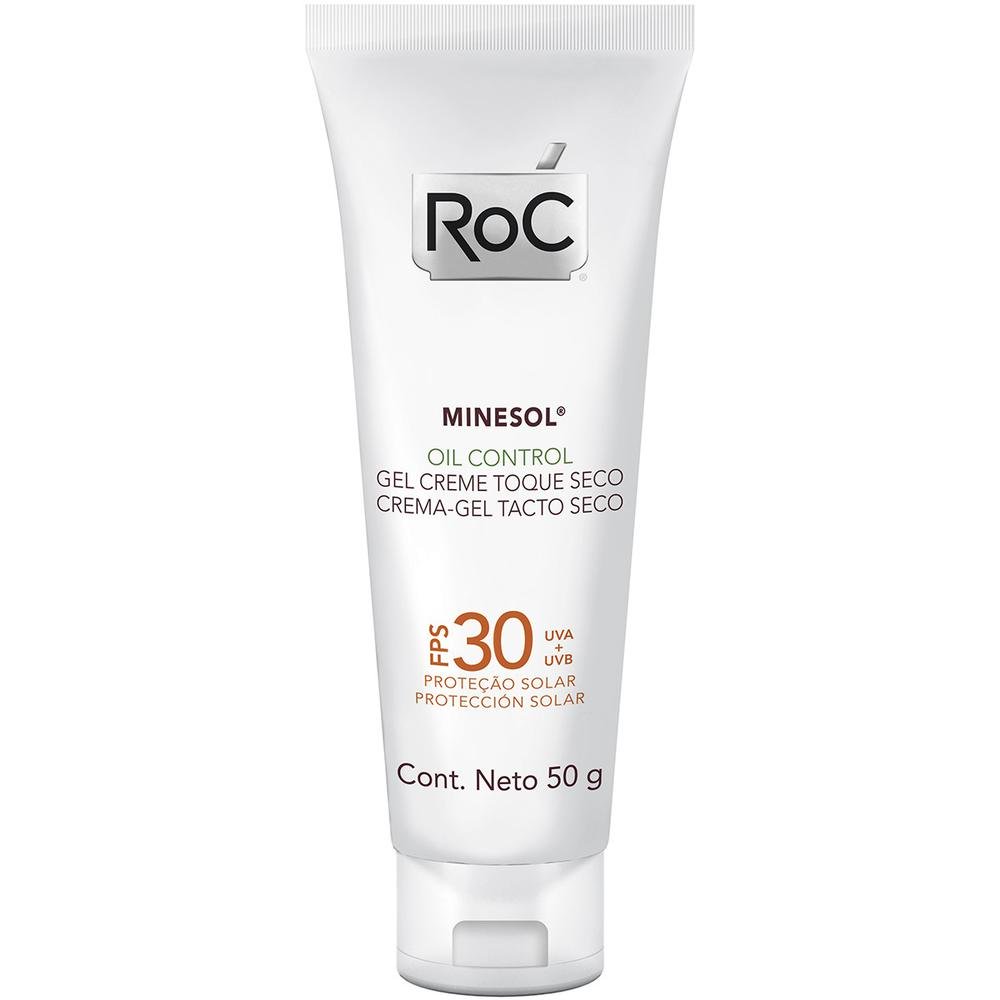 RoC®
MINESOL®
OIL CONTROL
GEL CREME TOQUE SECO
CREMA-GEL TACTO SECO
FPS 30 UVA + UVB
PROTEÇÃO SOLAR
PROTECCIÓN SOLAR
Cont. Neto 50 g